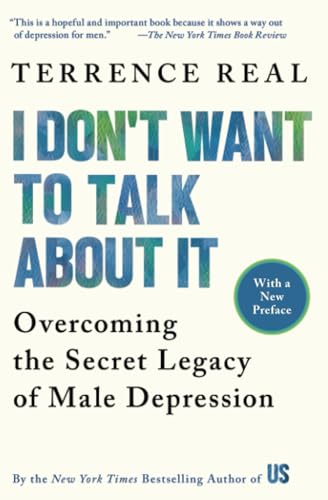 "This is a hopeful and important book because it shows a way out
of depression for men." —The New York Times Book Review
TERRENCE REAL
I DON'T WANT
TO TALK
ABOUT IT
With a
New
Preface
Overcoming
the Secret Legacy
of Male Depression
By the New York Times Bestselling Author of US